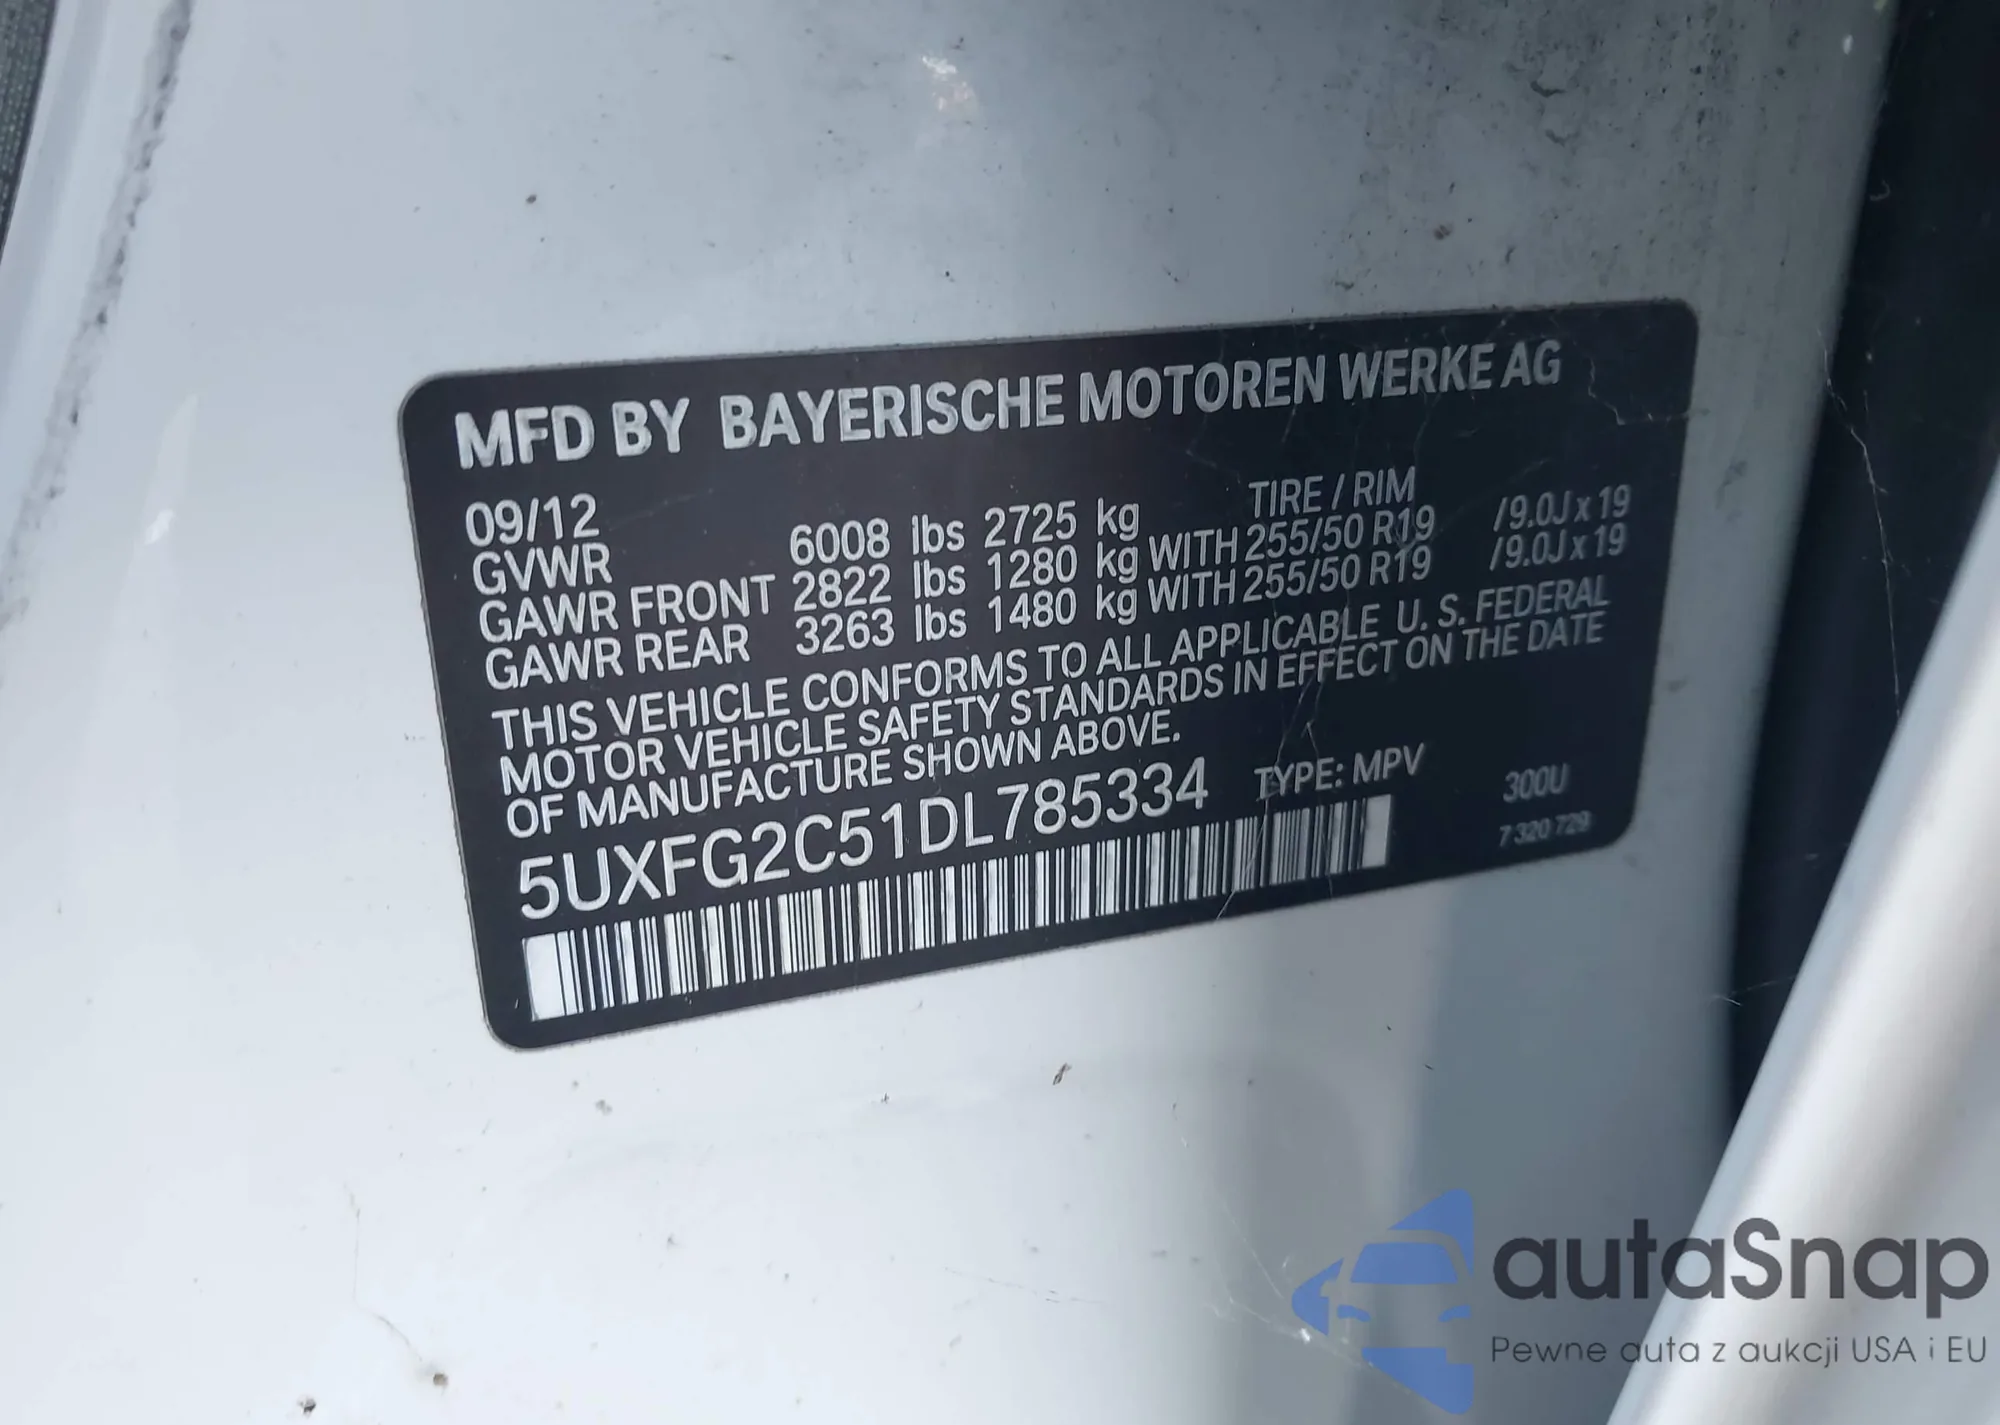 MFD BY BAYERISCHE MOTOREN WERKE AG
09/12 TIRE / RIM
GVWR 6008 lbs 2725 kg
GAWR FRONT 2822 lbs 1280 kg WITH 255/50 R19 /9.0J x 19
GAWR REAR 3263 lbs 1480 kg WITH 255/50 R19 /9.0J x 19
THIS VEHICLE CONFORMS TO ALL APPLICABLE U. S. FEDERAL
MOTOR VEHICLE SAFETY STANDARDS IN EFFECT ON THE DATE
OF MANUFACTURE SHOWN ABOVE.
5UXFG2C51DL785334 TYPE: MPV 300U
7 320 729
autaSnap
Pewne auta z aukcji USA i EU